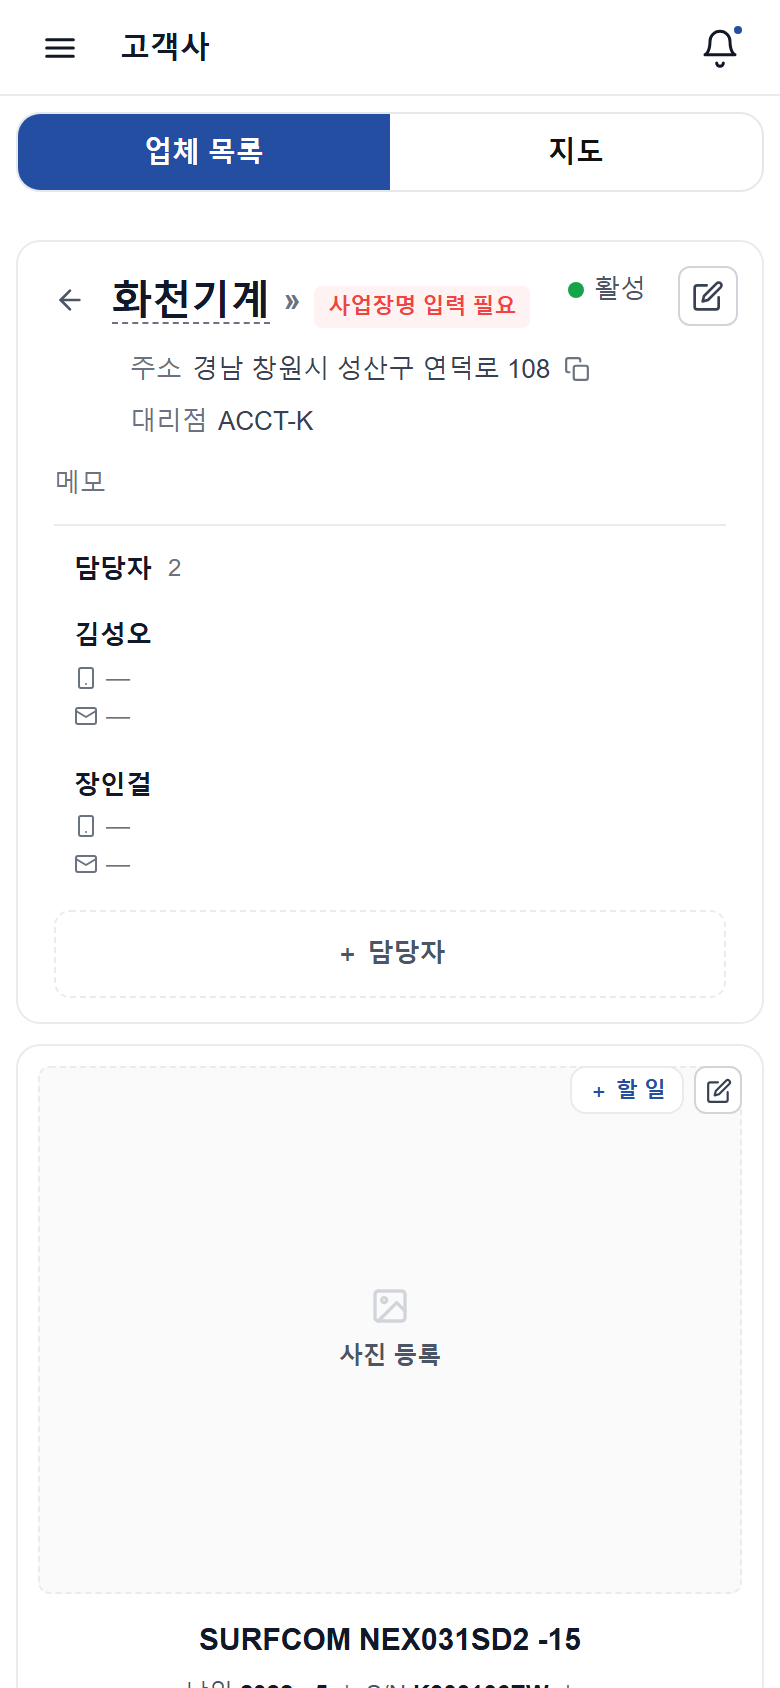 고객사
업체 목록
지도
화천기계 » 사업장명 입력 필요
활성
주소 경남 창원시 성산구 연덕로 108
대리점 ACCT-K
메모
담당자 2
김성오
—
—
장인걸
—
—
+ 담당자
+ 할 일
사진 등록
SURFCOM NEX031SD2 -15